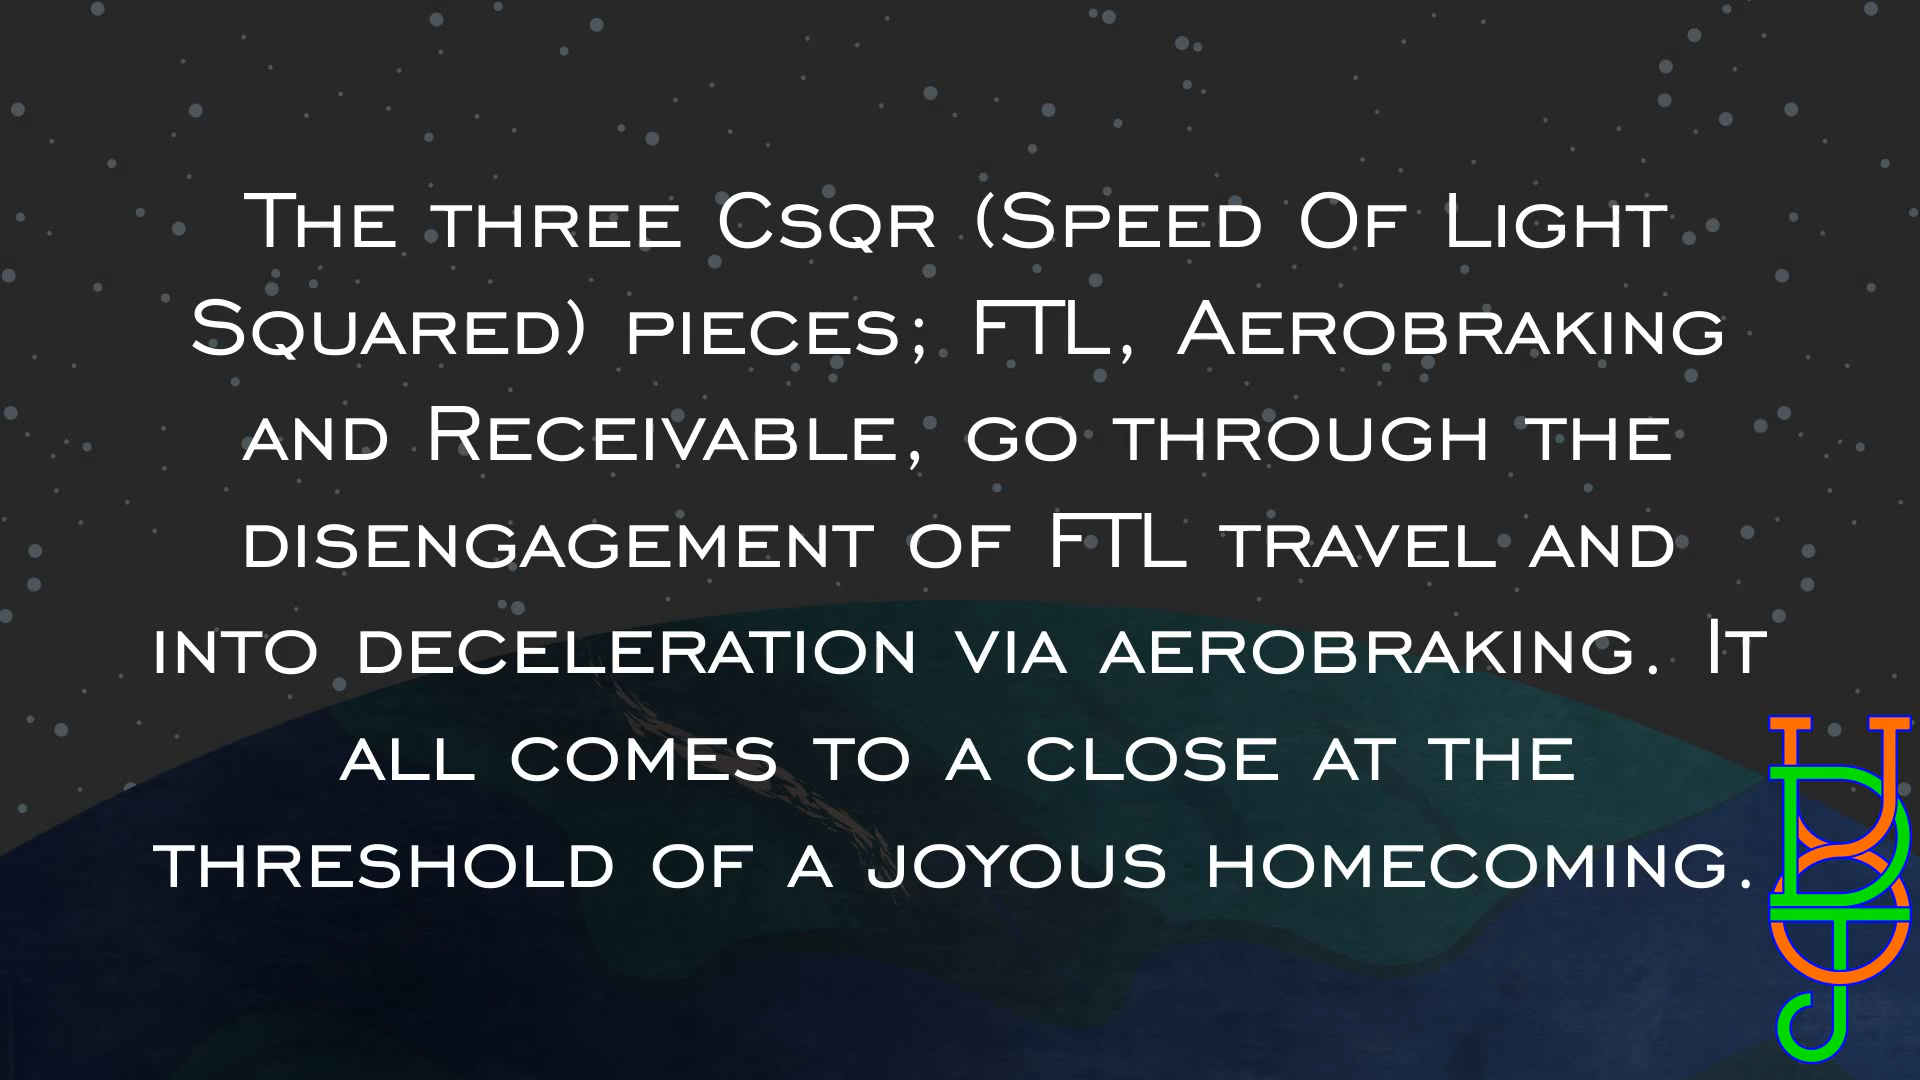 The three Csqr (Speed Of Light
Squared) pieces; FTL, Aerobraking
and Receivable, go through the
disengagement of FTL travel and
into deceleration via aerobraking. It
all comes to a close at the
threshold of a joyous homecoming.